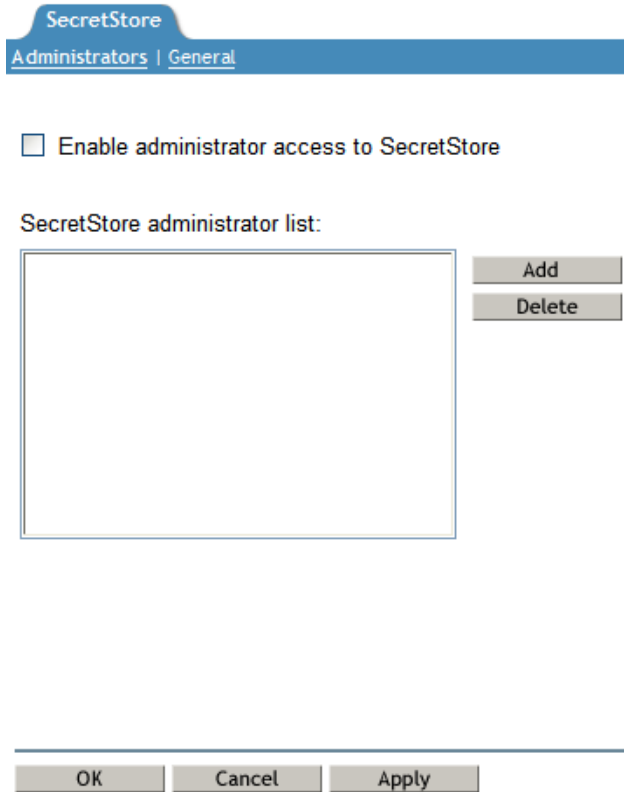 SecretStore
Administrators | General
Enable administrator access to SecretStore
SecretStore administrator list:
Add
Delete
OK Cancel Apply